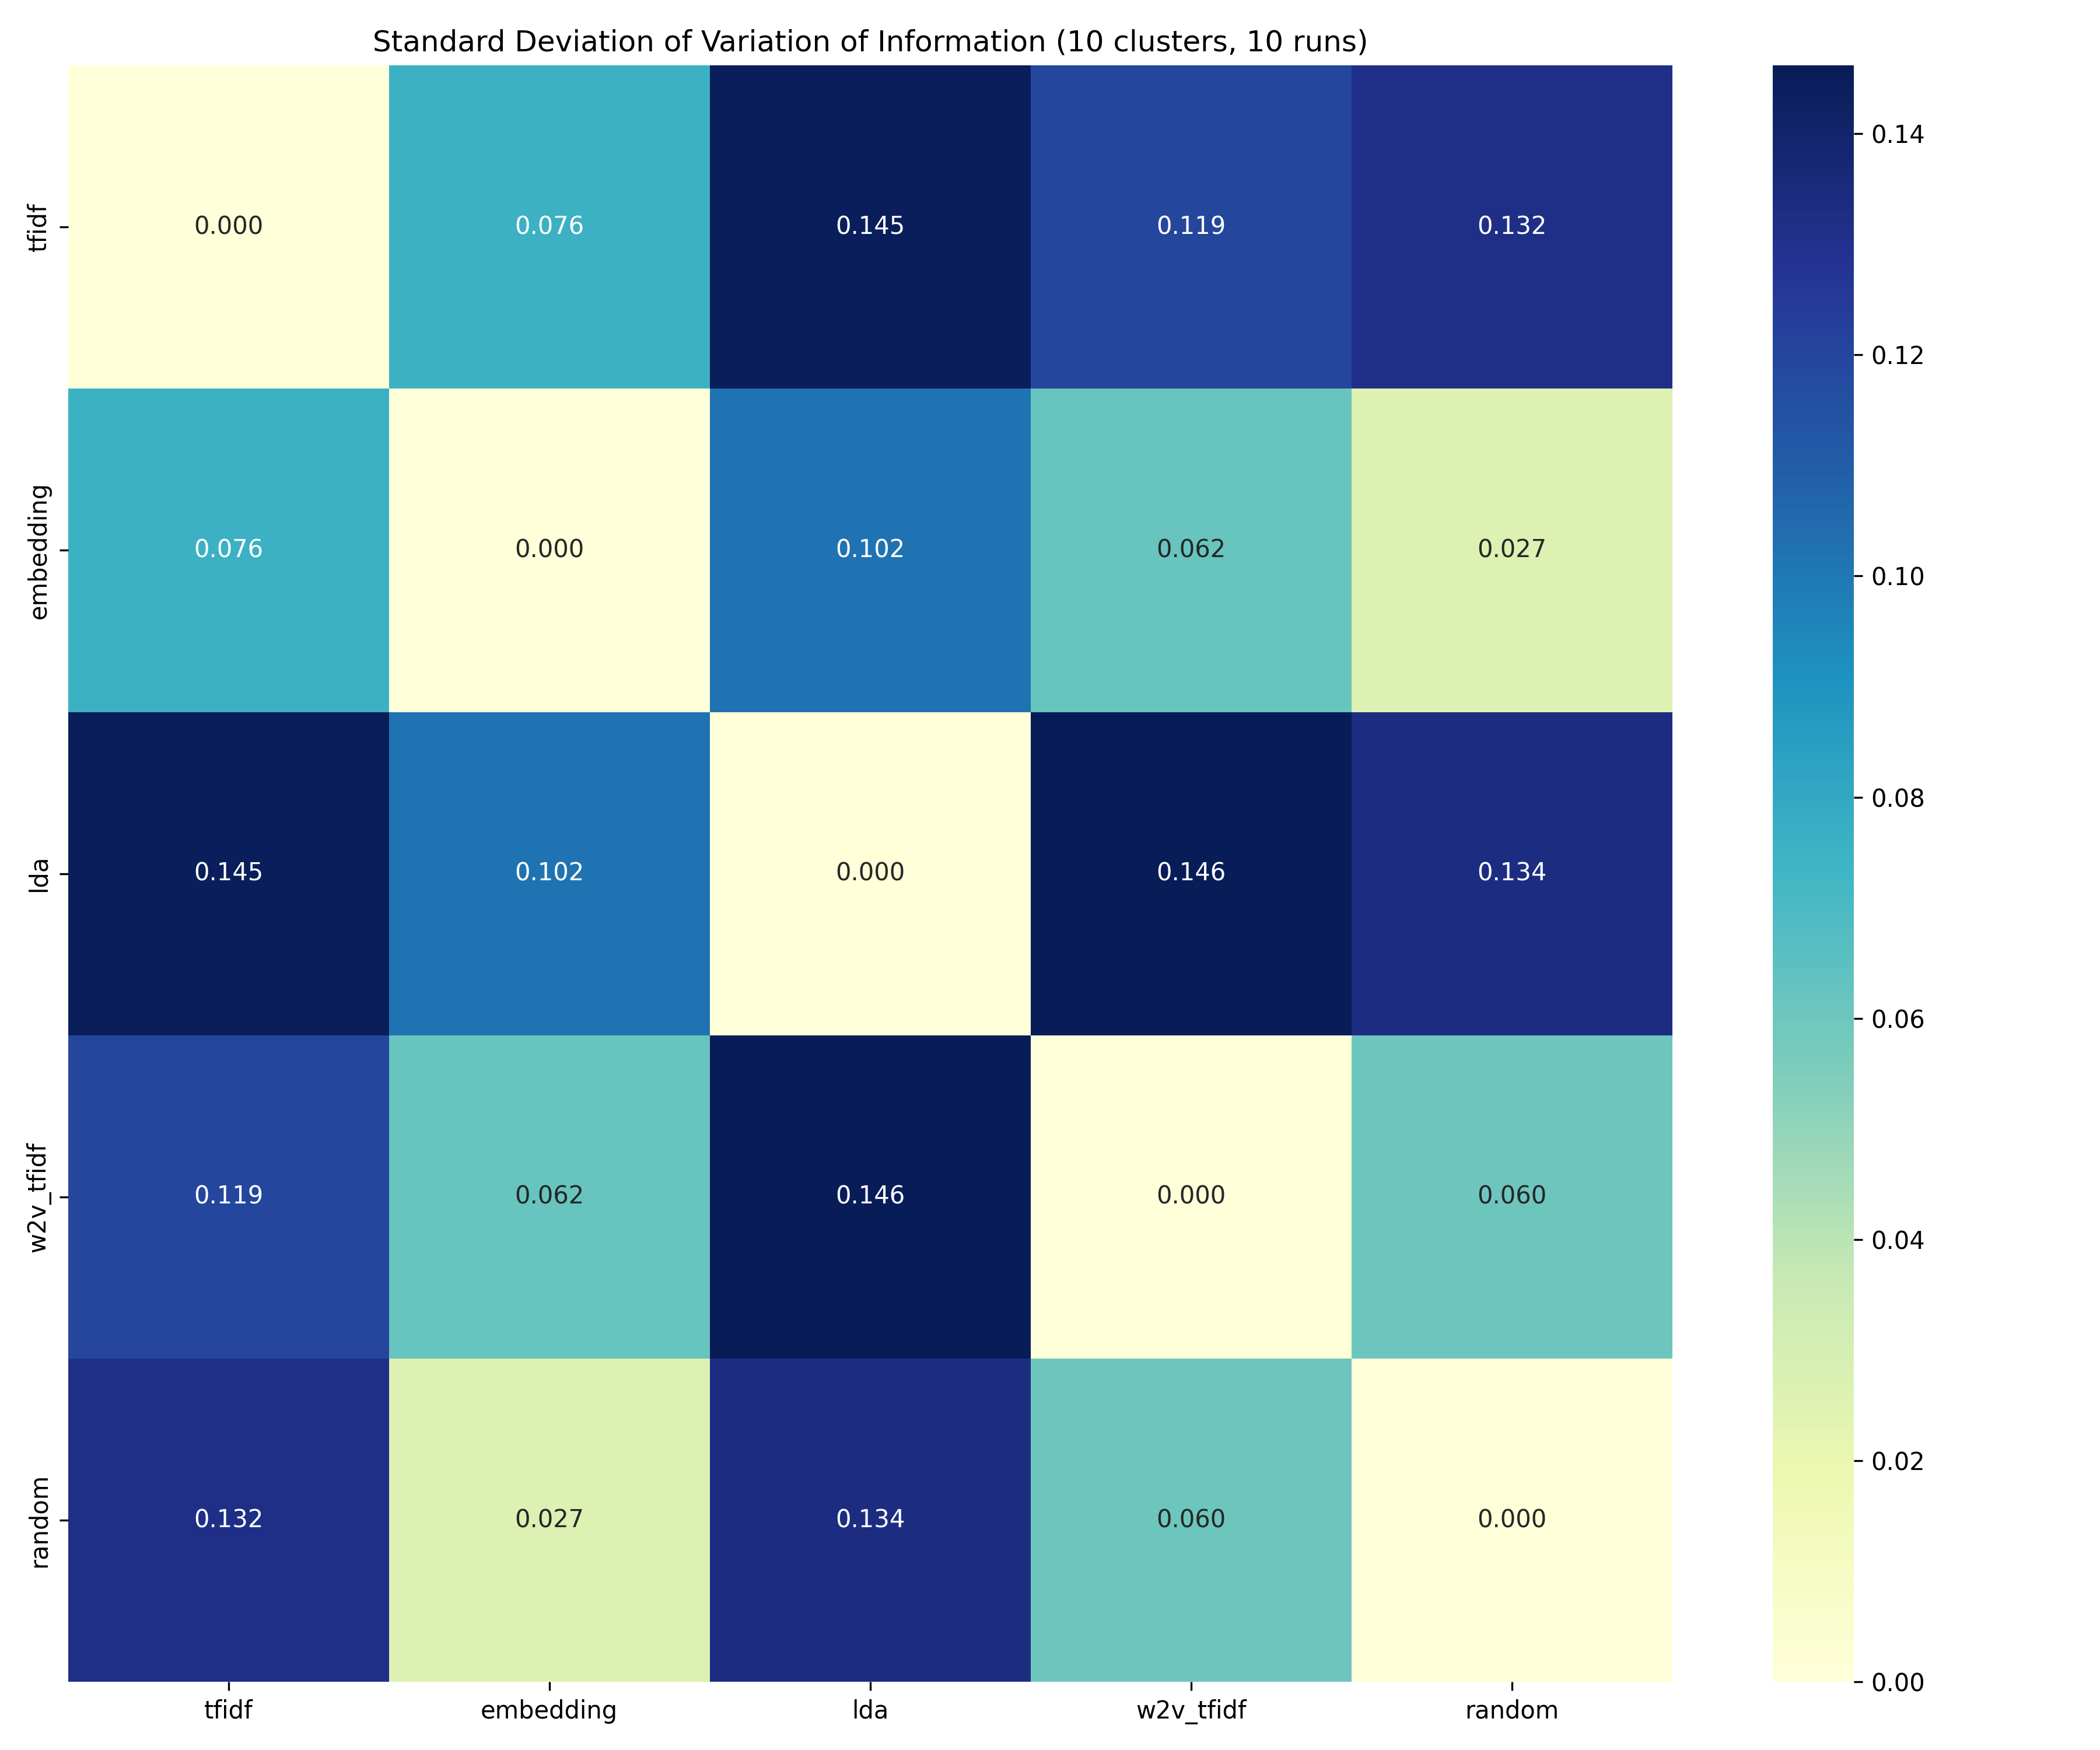 Standard Deviation of Variation of Information (10 clusters, 10 runs)
tfidf 0.000 0.076 0.145 0.119 0.132
embedding 0.076 0.000 0.102 0.062 0.027
lda 0.145 0.102 0.000 0.146 0.134
w2v_tfidf 0.119 0.062 0.146 0.000 0.060
random 0.132 0.027 0.134 0.060 0.000
tfidf embedding lda w2v_tfidf random
0.14
0.12
0.10
0.08
0.06
0.04
0.02
0.00